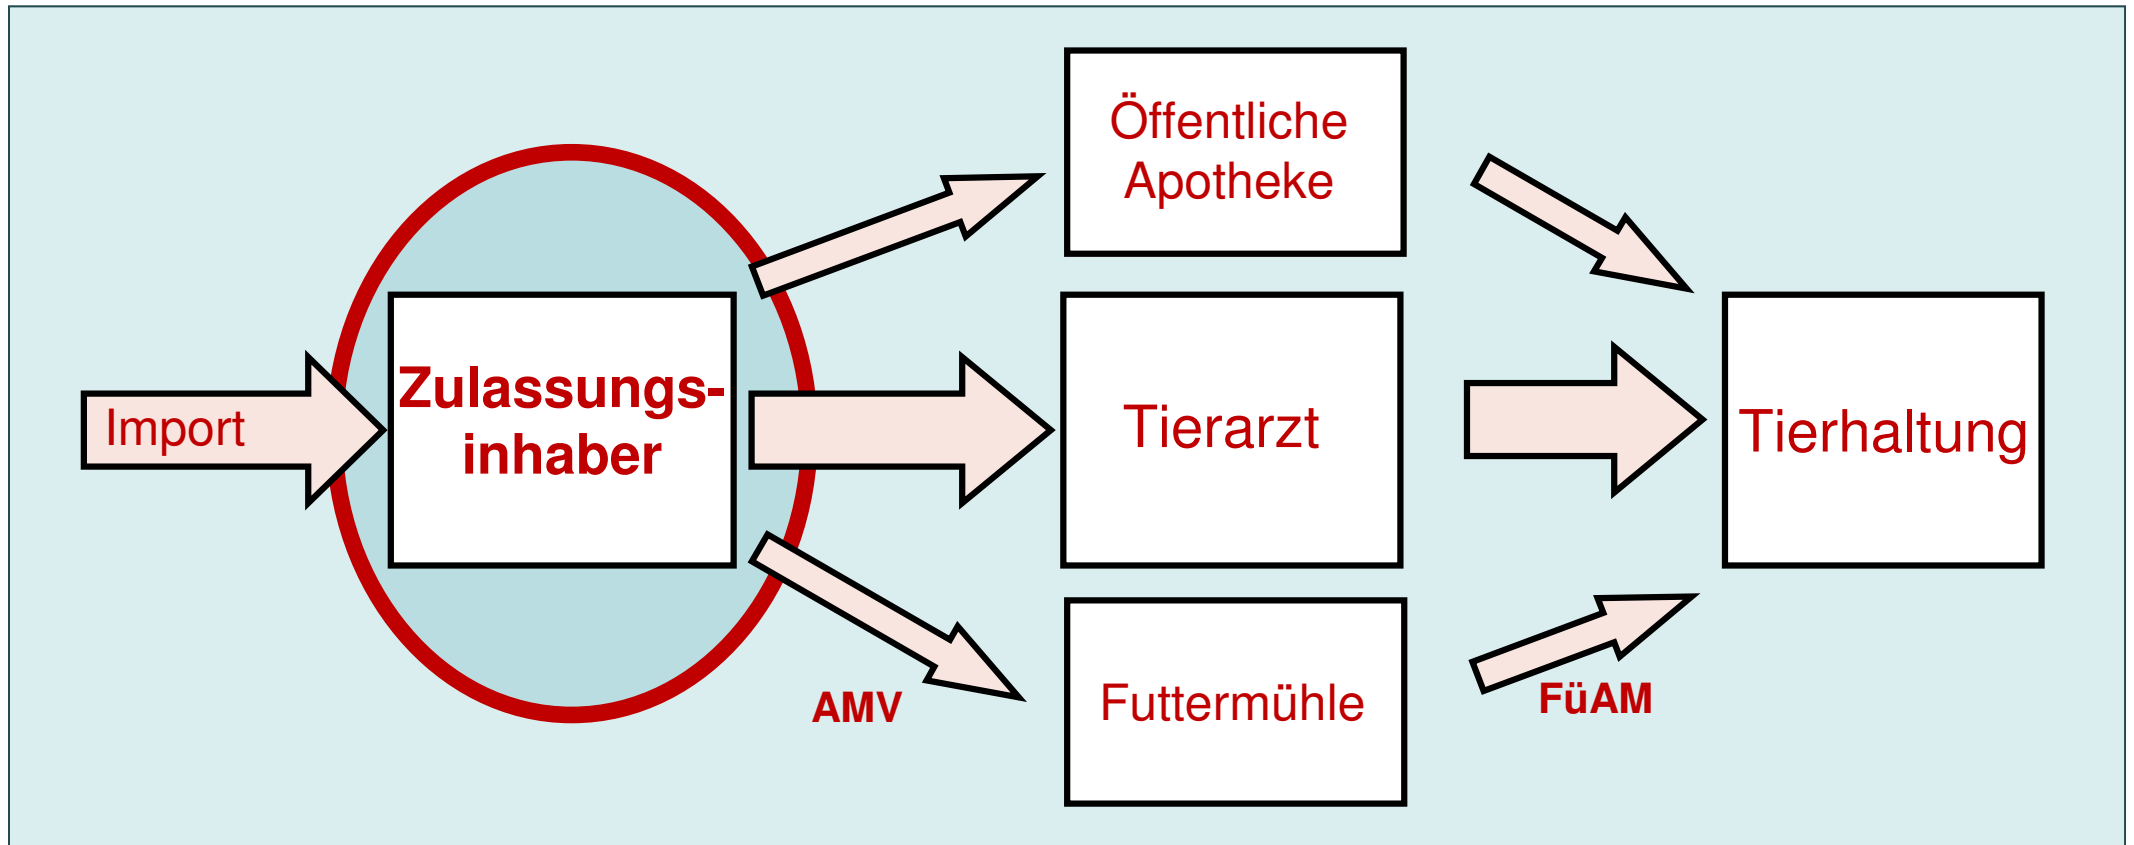 Import
Zulassungs-
inhaber
Öffentliche
Apotheke
Tierarzt
Futtermühle
AMV
FüAM
Tierhaltung